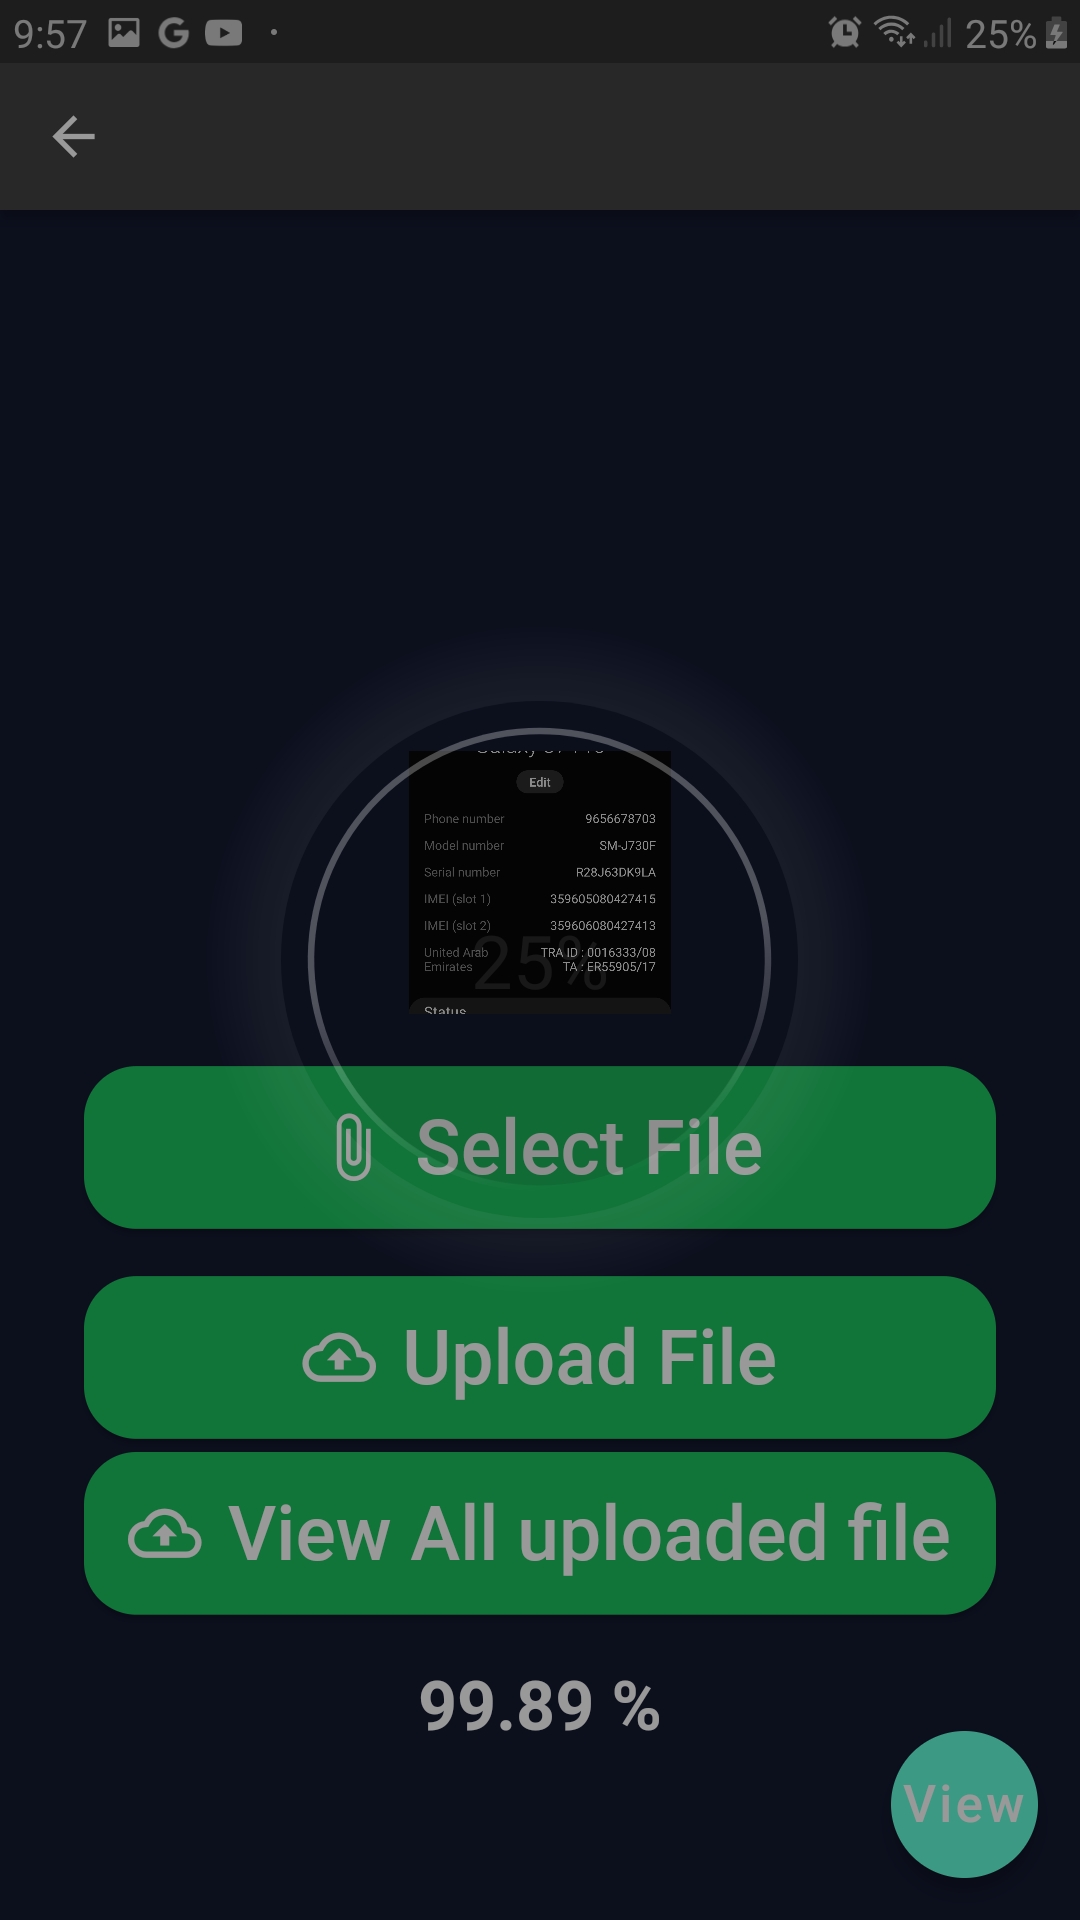 9:57 25%
Edit
Phone number 9656678703
Model number SM-J730F
Serial number R28J63DK9LA
IMEI (slot 1) 359605080427415
IMEI (slot 2) 359606080427413
United Arab Emirates TRA ID : 0016333/08
TA : ER55905/17
25%
Status
Select File
Upload File
View All uploaded file
99.89 %
View